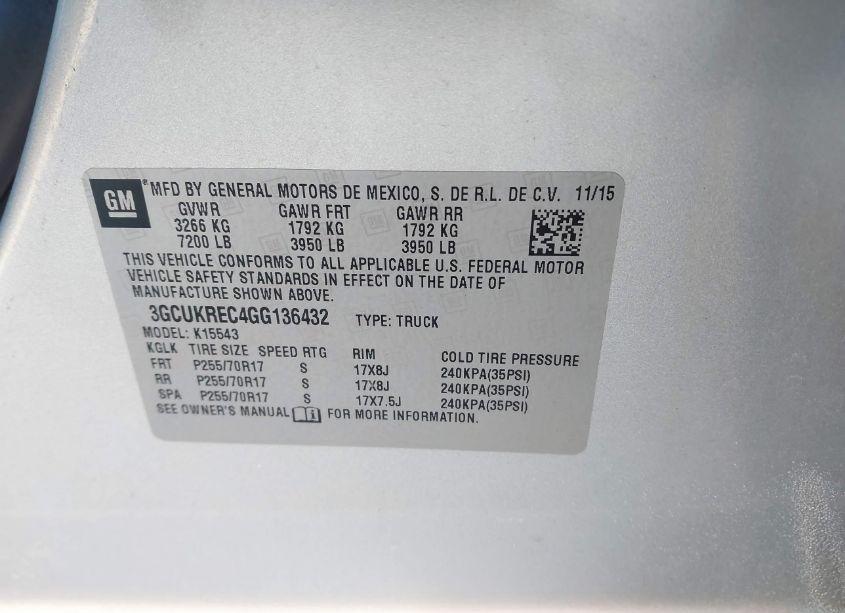 GM ® MFD BY GENERAL MOTORS DE MEXICO, S. DE R.L. DE C.V. 11/15
GVWR GAWR FRT GAWR RR
3266 KG 1792 KG 1792 KG
7200 LB 3950 LB 3950 LB
THIS VEHICLE CONFORMS TO ALL APPLICABLE U.S. FEDERAL MOTOR
VEHICLE SAFETY STANDARDS IN EFFECT ON THE DATE OF
MANUFACTURE SHOWN ABOVE.
3GCUKREC4GG136432 TYPE: TRUCK
MODEL: K15543
KGLK TIRE SIZE SPEED RTG RIM COLD TIRE PRESSURE
FRT P255/70R17 S 17X8J 240KPA(35PSI)
RR P255/70R17 S 17X8J 240KPA(35PSI)
SPA P255/70R17 S 17X7.5J 240KPA(35PSI)
SEE OWNER'S MANUAL FOR MORE INFORMATION.